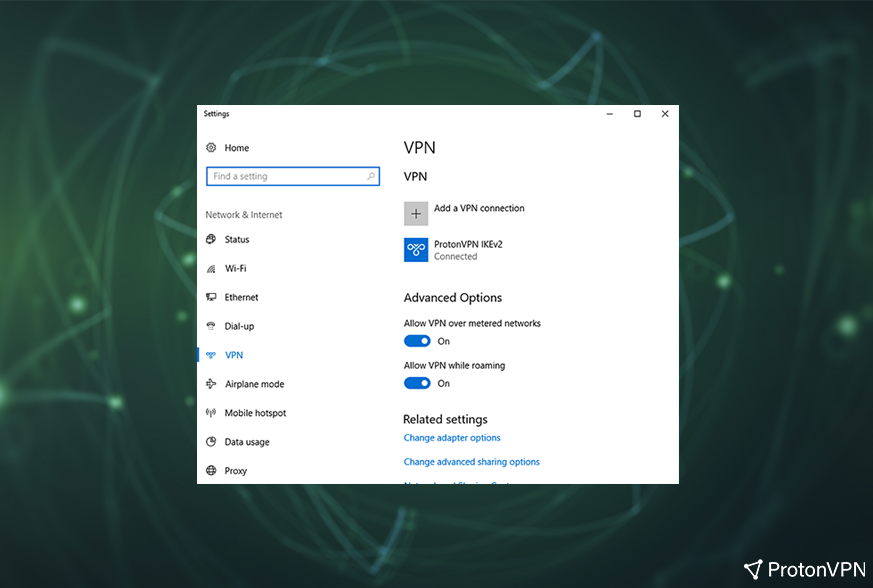 Settings
Home
Find a setting
Network & Internet
Status
Wi-Fi
Ethernet
Dial-up
VPN
Airplane mode
Mobile hotspot
Data usage
Proxy
VPN
VPN
Add a VPN connection
ProtonVPN IKEv2
Connected
Advanced Options
Allow VPN over metered networks
On
Allow VPN while roaming
On
Related settings
Change adapter options
Change advanced sharing options
ProtonVPN